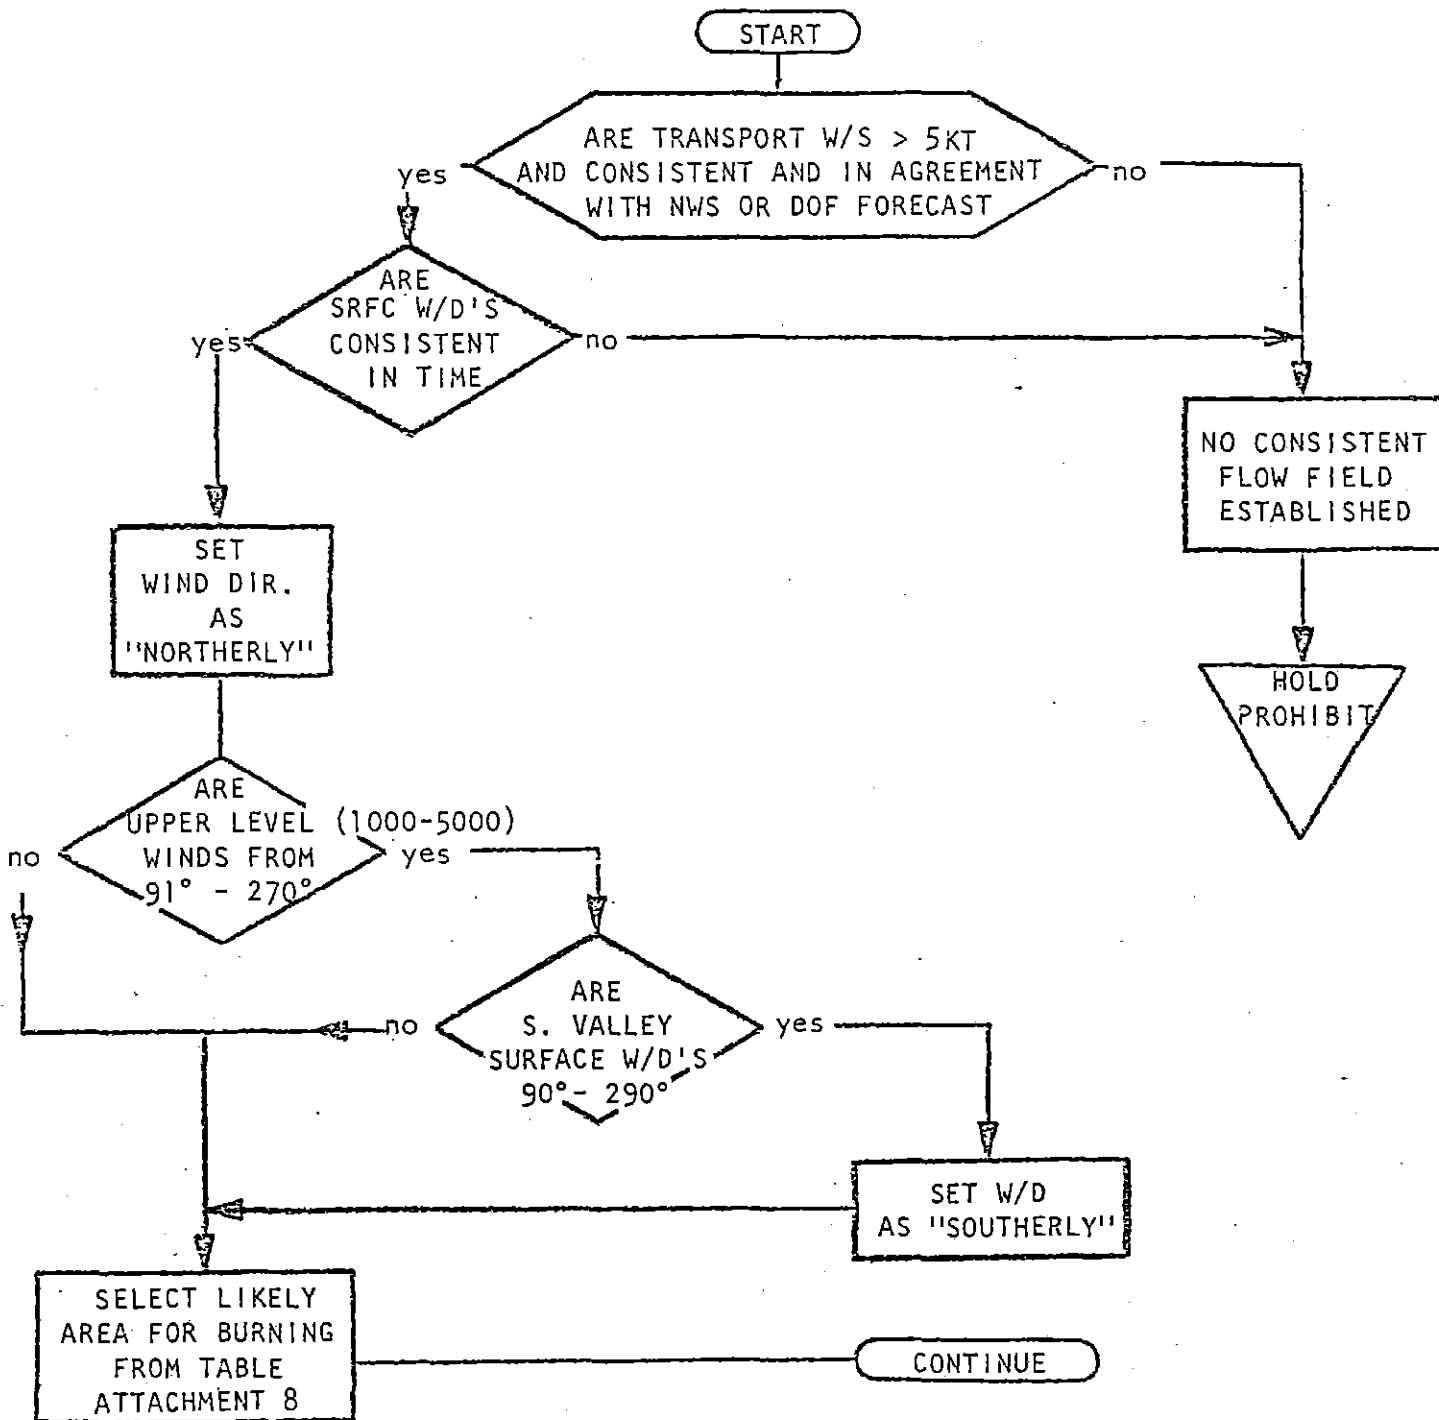 START
ARE TRANSPORT W/S > 5KT
AND CONSISTENT AND IN AGREEMENT
WITH NWS OR DOF FORECAST
yes
no
ARE
SRFC W/D'S
CONSISTENT
IN TIME
yes
no
NO CONSISTENT
FLOW FIELD
ESTABLISHED
SET
WIND DIR.
AS
"NORTHERLY"
HOLD
PROHIBIT
ARE
UPPER LEVEL (1000-5000)
WINDS FROM
91° - 270°
no
yes
ARE
S. VALLEY
SURFACE W/D'S
90°- 290°
no
yes
SET W/D
AS "SOUTHERLY"
SELECT LIKELY
AREA FOR BURNING
FROM TABLE
ATTACHMENT 8
CONTINUE